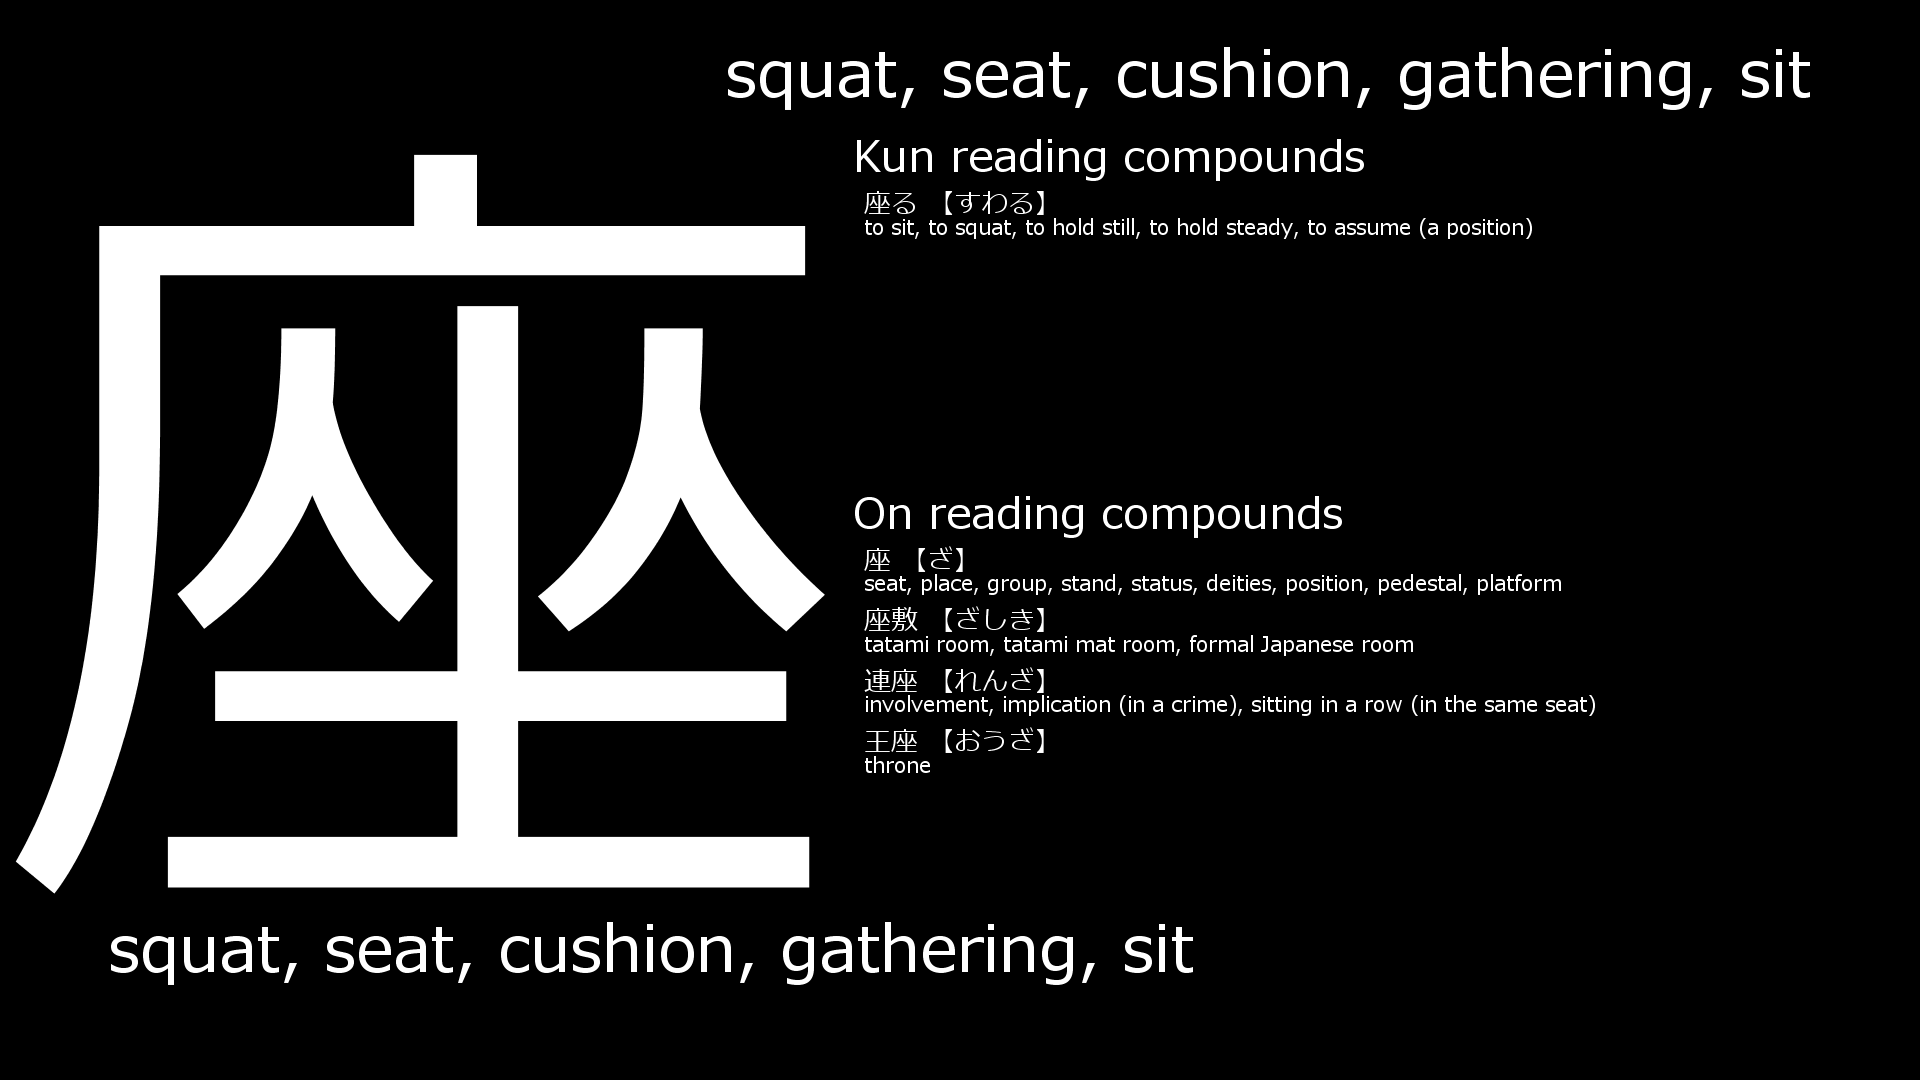 squat, seat, cushion, gathering, sit
座
Kun reading compounds
座る 【すわる】
to sit, to squat, to hold still, to hold steady, to assume (a position)
On reading compounds
座 【ざ】
seat, place, group, stand, status, deities, position, pedestal, platform
座敷 【ざしき】
tatami room, tatami mat room, formal Japanese room
連座 【れんざ】
involvement, implication (in a crime), sitting in a row (in the same seat)
王座 【おうざ】
throne
squat, seat, cushion, gathering, sit